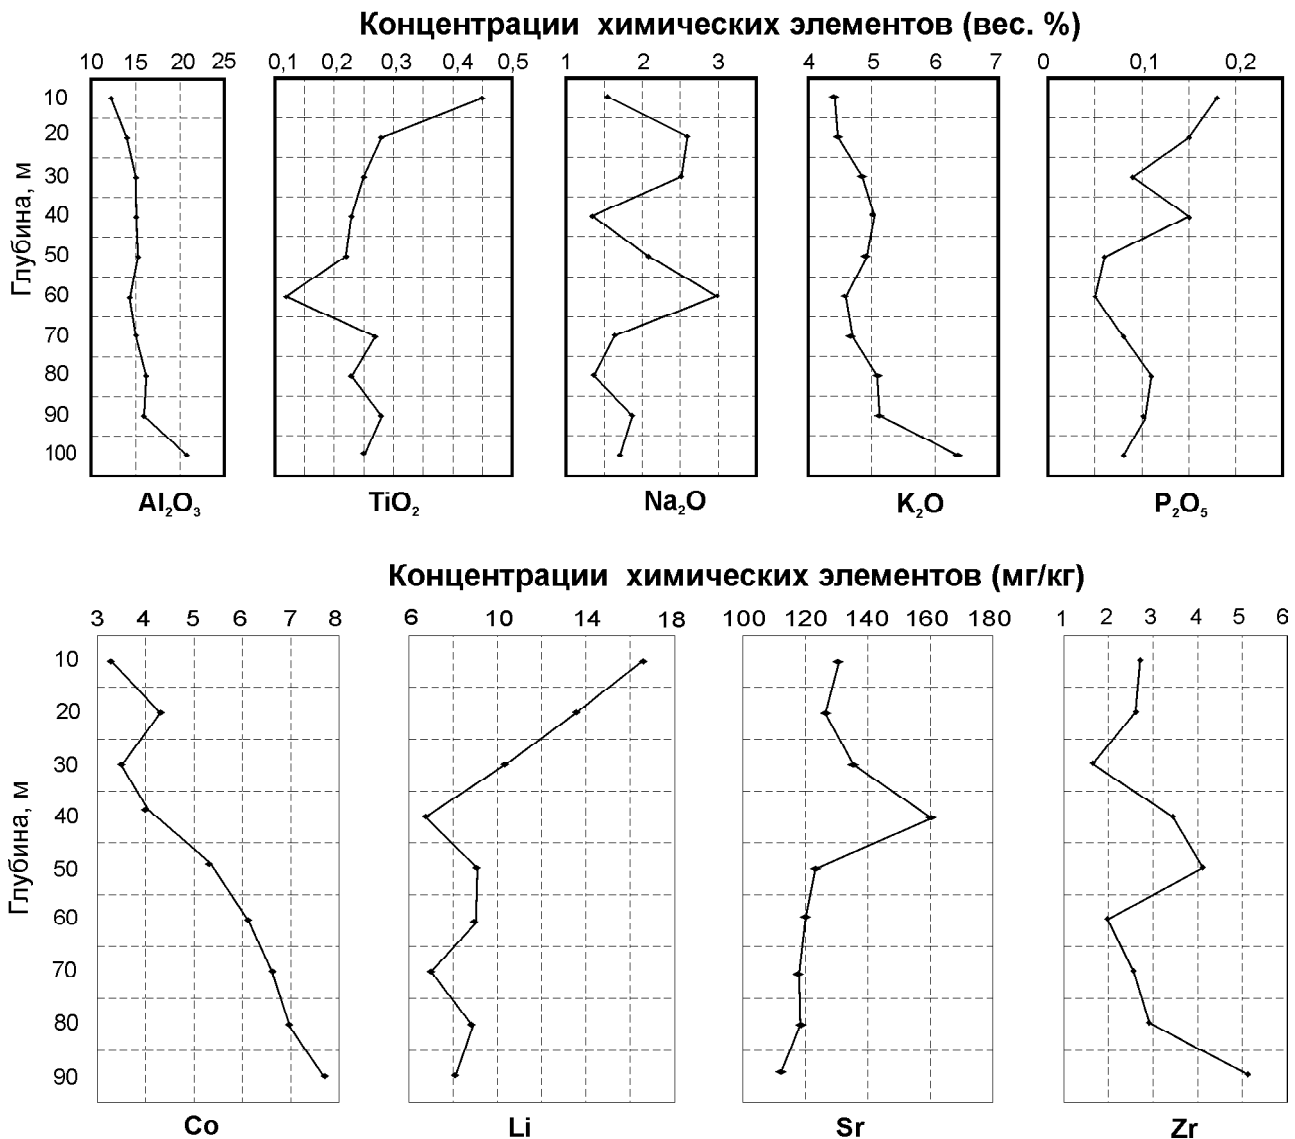 Концентрации химических элементов (вес. %)
10 15 20 25 0,1 0,2 0,3 0,4 0,5 1 2 3 4 5 6 7 0 0,1 0,2
Глубина, м
10
20
30
40
50
60
70
80
90
100
Al₂O₃ TiO₂ Na₂O K₂O P₂O₅
Концентрации химических элементов (мг/кг)
3 4 5 6 7 8 6 10 14 18 100 120 140 160 180 1 2 3 4 5 6
Глубина, м
10
20
30
40
50
60
70
80
90
Co Li Sr Zr